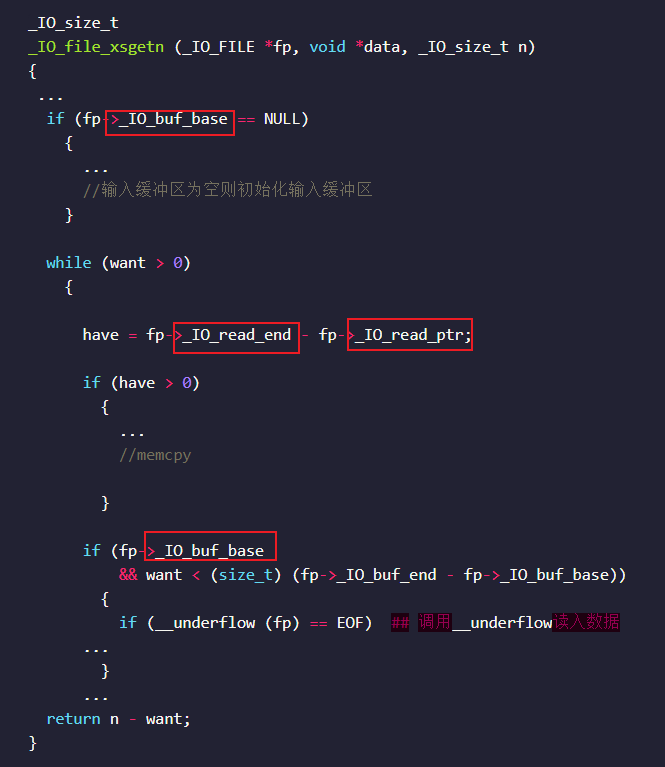 _IO_size_t
_IO_file_xsgetn (_IO_FILE *fp, void *data, _IO_size_t n)
{
...
if (fp->_IO_buf_base == NULL)
{
...
//输入缓冲区为空则初始化输入缓冲区
}
while (want > 0)
{
have = fp->_IO_read_end - fp->_IO_read_ptr;
if (have > 0)
{
...
//memcpy
}
if (fp->_IO_buf_base
&& want < (size_t) (fp->_IO_buf_end - fp->_IO_buf_base))
{
if (__underflow (fp) == EOF) ## 调用__underflow读入数据
...
}
...
return n - want;
}